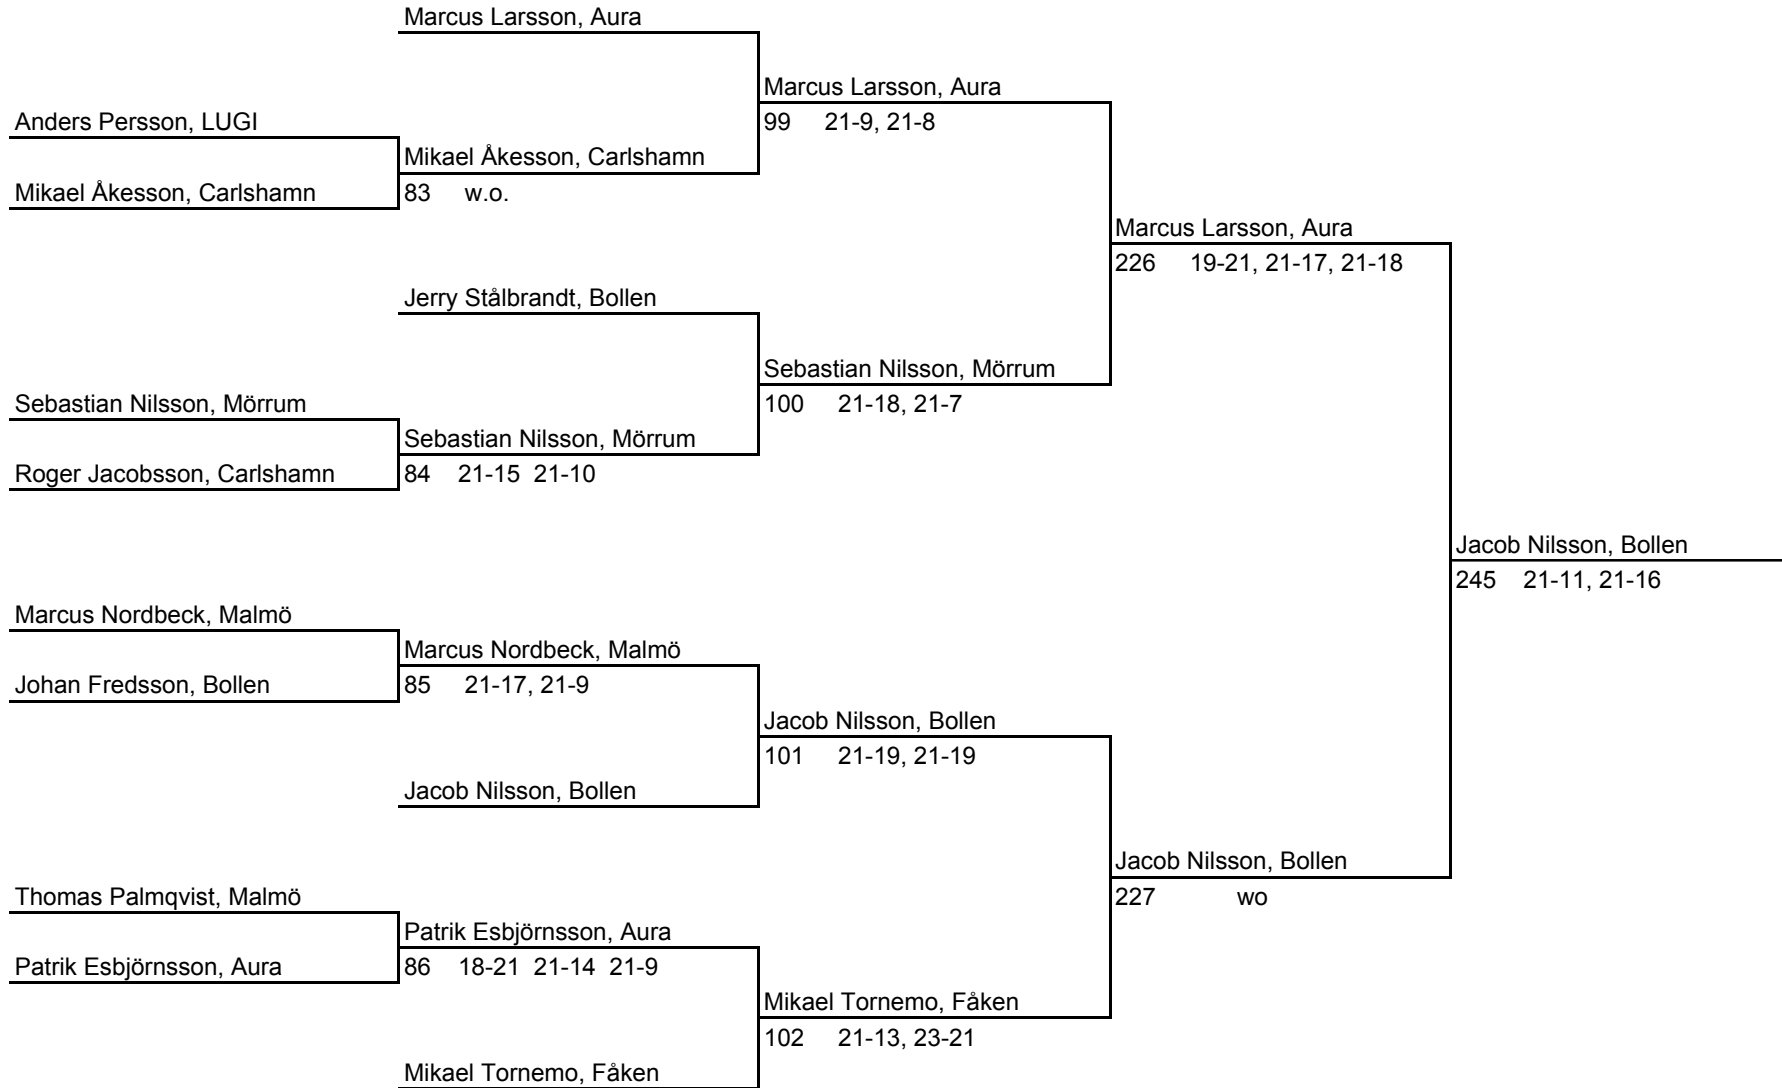 Marcus Larsson, Aura
Marcus Larsson, Aura
Anders Persson, LUGI
99 21-9, 21-8
Mikael Åkesson, Carlshamn
Mikael Åkesson, Carlshamn
83 w.o.
Marcus Larsson, Aura
226 19-21, 21-17, 21-18
Jerry Stålbrandt, Bollen
Sebastian Nilsson, Mörrum
Sebastian Nilsson, Mörrum
100 21-18, 21-7
Sebastian Nilsson, Mörrum
Roger Jacobsson, Carlshamn
84 21-15 21-10
Jacob Nilsson, Bollen
245 21-11, 21-16
Marcus Nordbeck, Malmö
Marcus Nordbeck, Malmö
Johan Fredsson, Bollen
85 21-17, 21-9
Jacob Nilsson, Bollen
101 21-19, 21-19
Jacob Nilsson, Bollen
Jacob Nilsson, Bollen
Thomas Palmqvist, Malmö
227 wo
Patrik Esbjörnsson, Aura
Patrik Esbjörnsson, Aura
86 18-21 21-14 21-9
Mikael Tornemo, Fåken
102 21-13, 23-21
Mikael Tornemo, Fåken